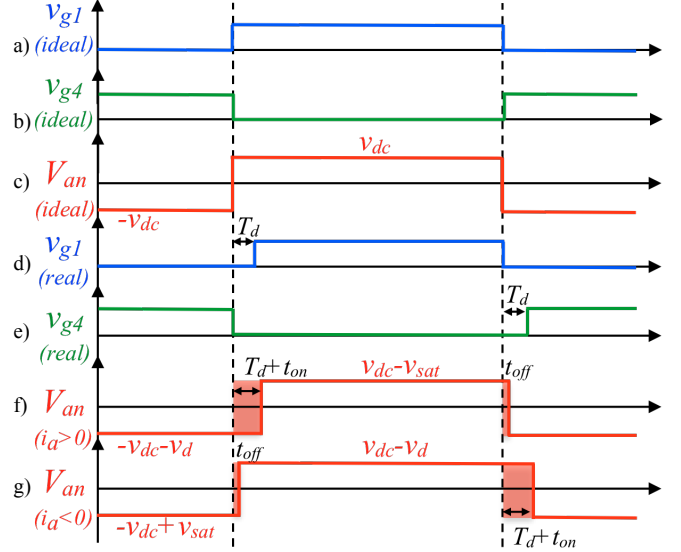 v_g1
a) (ideal)
v_g4
b) (ideal)
v_dc
c) V_an
(ideal) -v_dc
T_d
d) v_g1
(real)
T_d
e) v_g4
(real)
T_d+t_on v_dc-v_sat t_off
f) V_an
(i_a>0) -v_dc-v_d
t_off v_dc-v_d
g) V_an
(i_a<0) -v_dc+v_sat
T_d+t_on